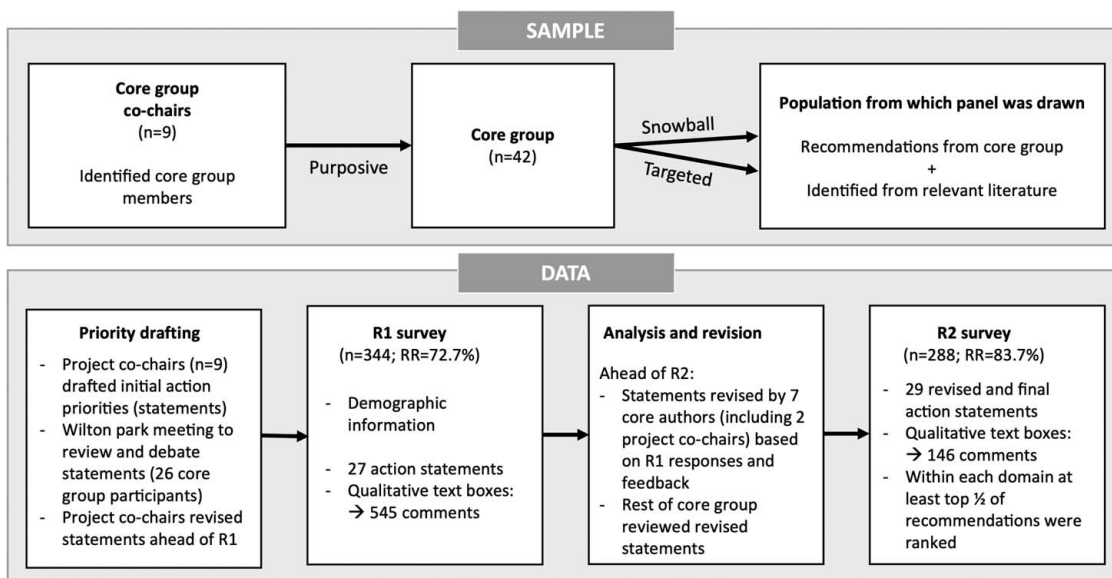 SAMPLE
Core group
co-chairs
(n=9)
Identified core group
members
Purposive
Core group
(n=42)
Snowball
Targeted
Population from which panel was drawn
Recommendations from core group
+
Identified from relevant literature
DATA
Priority drafting
- Project co-chairs (n=9)
drafted initial action
priorities (statements)
- Wilton park meeting to
review and debate
statements (26 core
group participants)
- Project co-chairs revised
statements ahead of R1
R1 survey
(n=344; RR=72.7%)
- Demographic
information
- 27 action statements
- Qualitative text boxes:
→ 545 comments
Analysis and revision
Ahead of R2:
- Statements revised by 7
core authors (including 2
project co-chairs) based
on R1 responses and
feedback
- Rest of core group
reviewed revised
statements
R2 survey
(n=288; RR=83.7%)
- 29 revised and final
action statements
- Qualitative text boxes:
→ 146 comments
- Within each domain at
least top ½ of
recommendations were
ranked